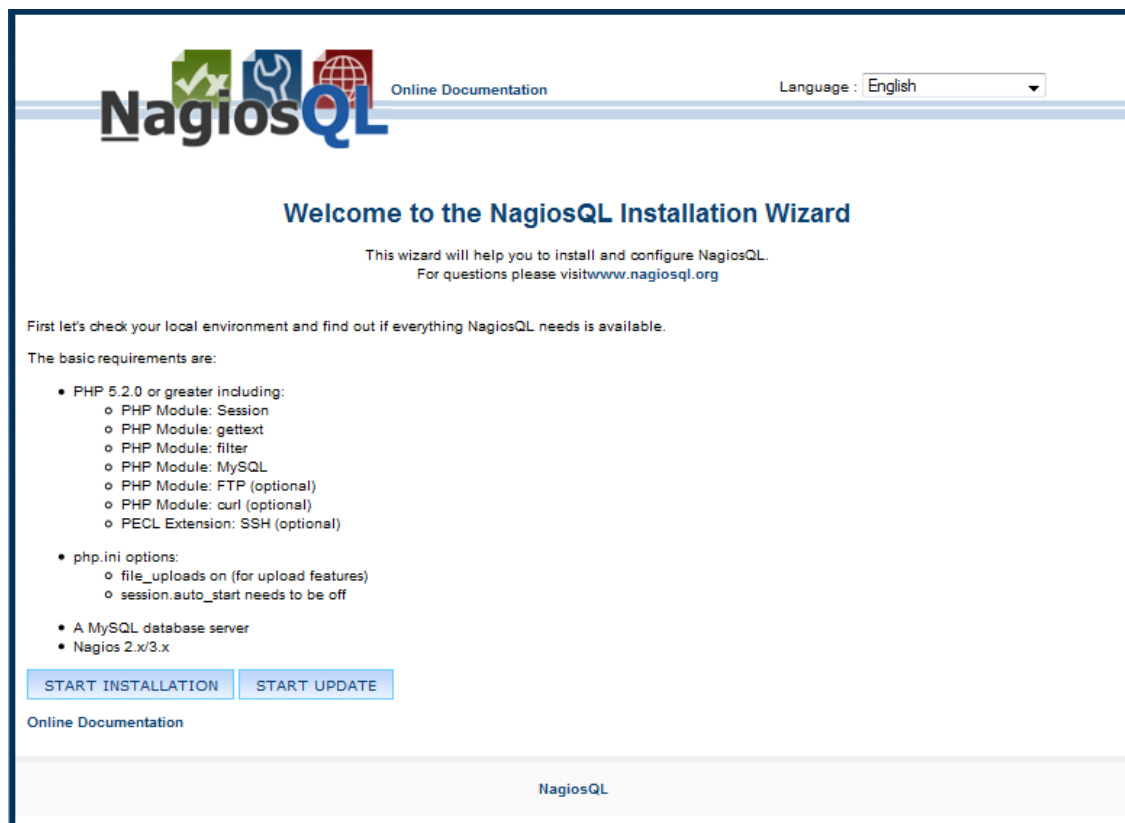 NagiosQL
Online Documentation
Language : English
Welcome to the NagiosQL Installation Wizard
This wizard will help you to install and configure NagiosQL.
For questions please visitwww.nagiosql.org
First let's check your local environment and find out if everything NagiosQL needs is available.
The basic requirements are:
• PHP 5.2.0 or greater including:
o PHP Module: Session
o PHP Module: gettext
o PHP Module: filter
o PHP Module: MySQL
o PHP Module: FTP (optional)
o PHP Module: curl (optional)
o PECL Extension: SSH (optional)
• php.ini options:
o file_uploads on (for upload features)
o session.auto_start needs to be off
• A MySQL database server
• Nagios 2.x/3.x
START INSTALLATION START UPDATE
Online Documentation
NagiosQL